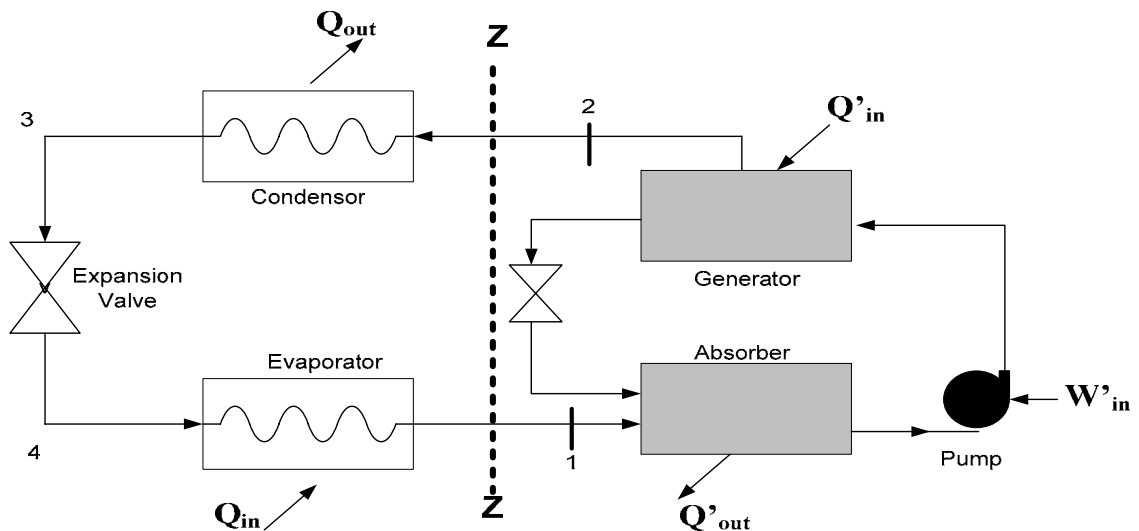 Qout
Z
3
2
Q'in
Condensor
Expansion
Valve
Generator
Evaporator
Absorber
W'in
4
1
Pump
Qin
Z
Q'out